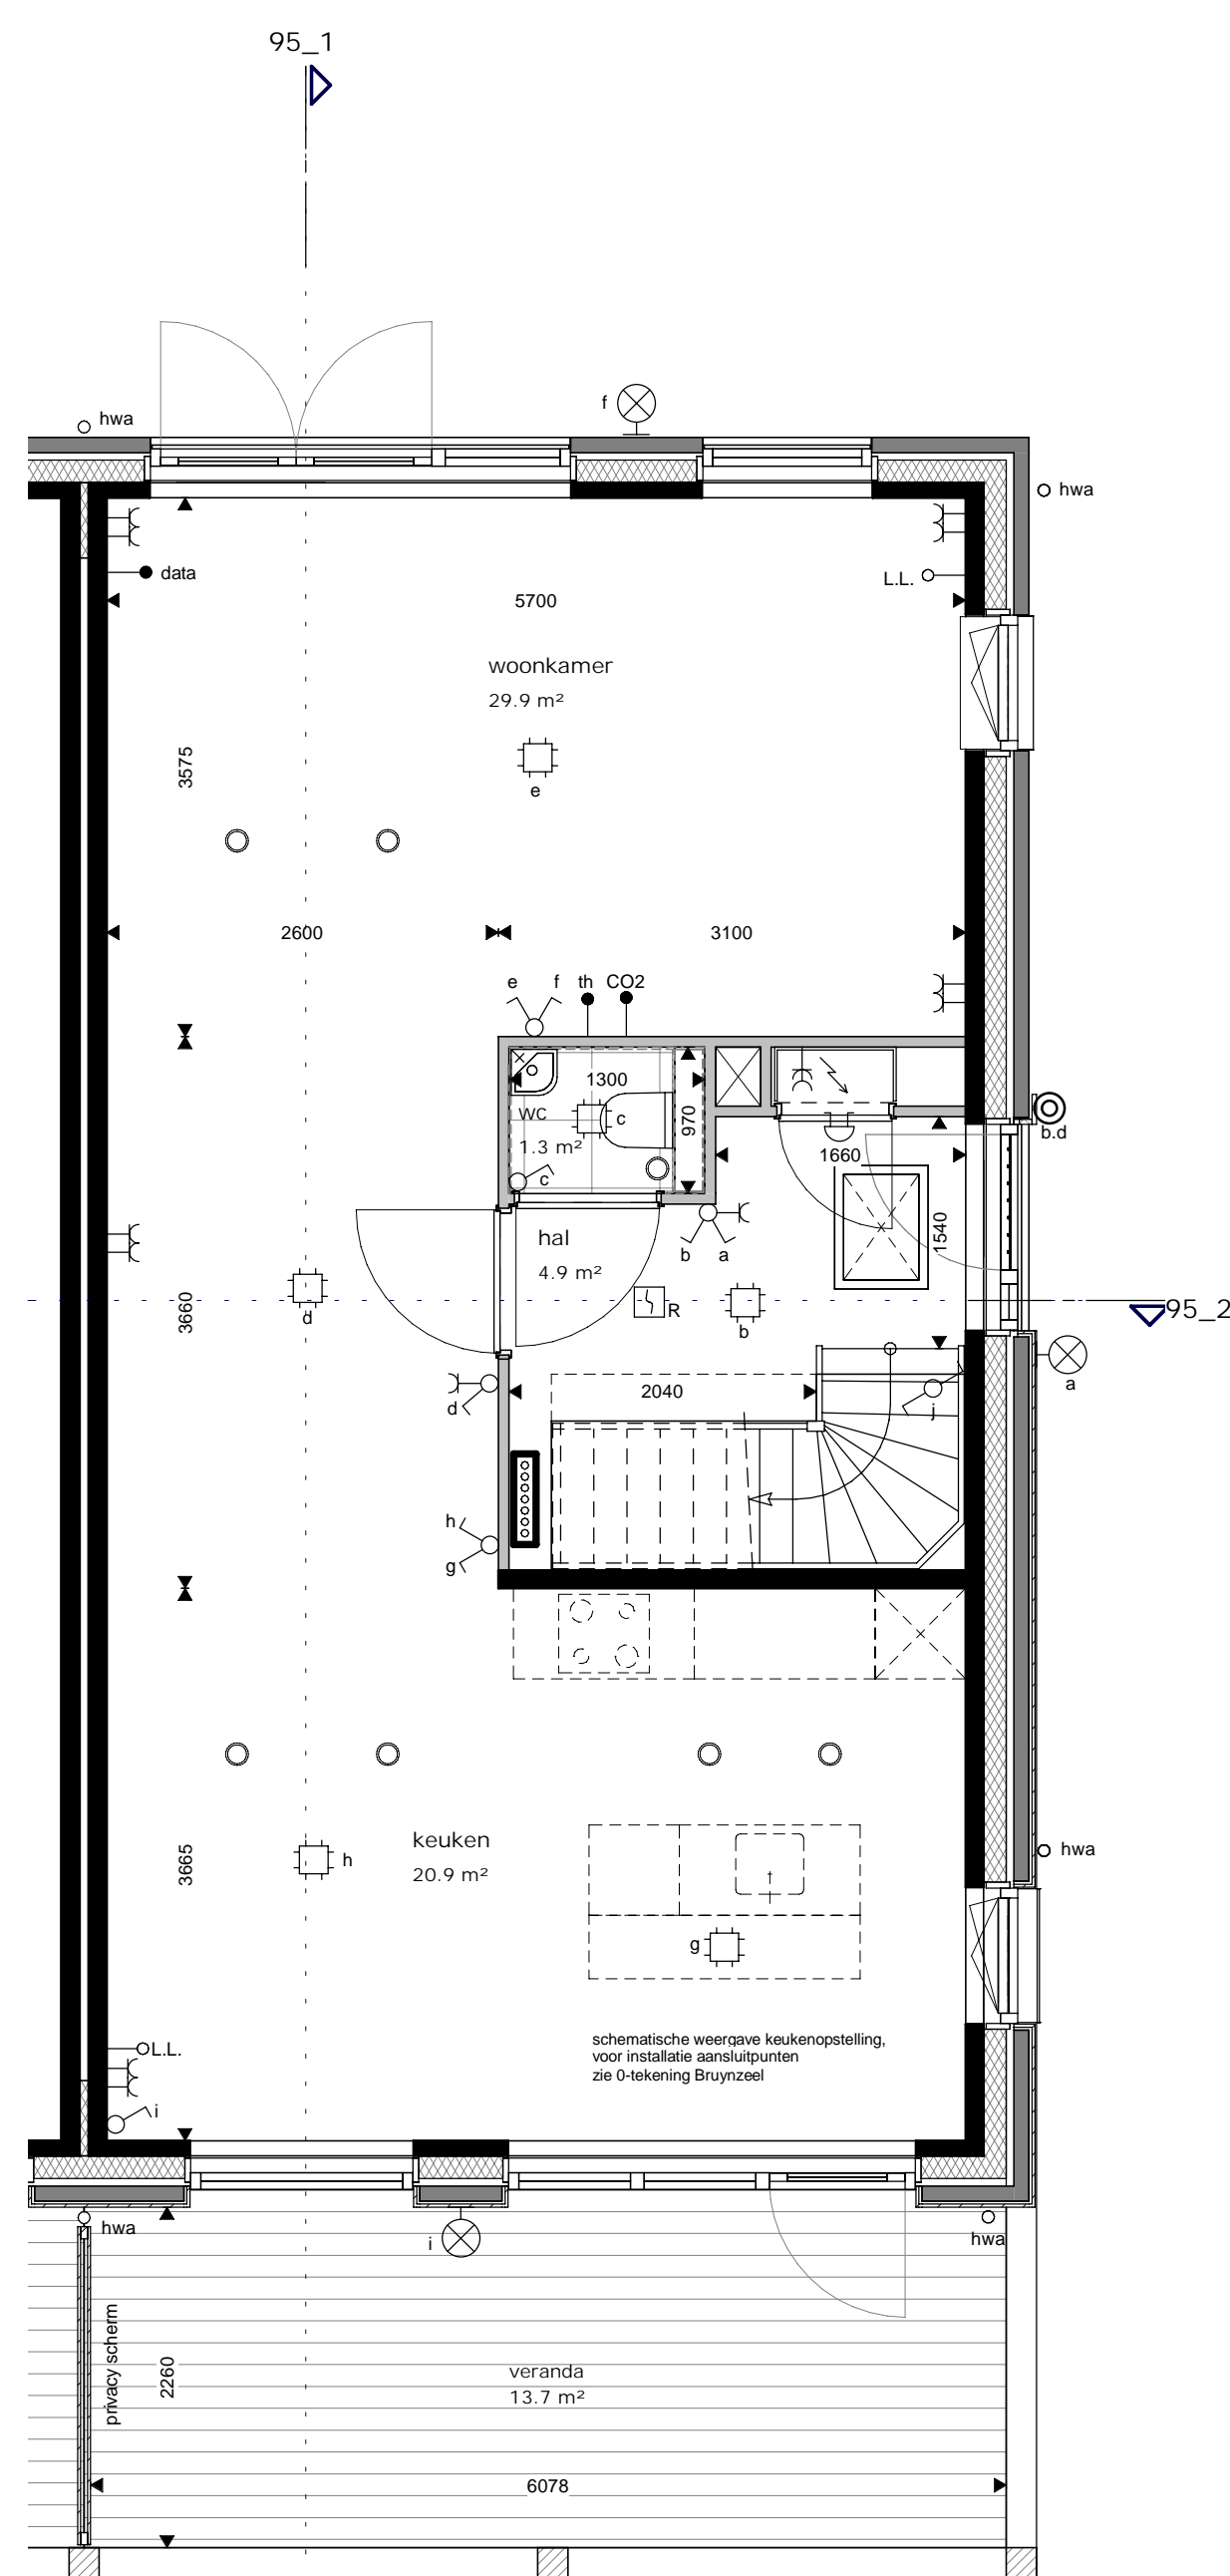 95_1
f
hwa
hwa
data
L.L.
5700
woonkamer
29.9 m²
3575
e
2600
3100
e
f
th
CO2
1300
wc
c
970
1.3 m²
c
b.d
1660
1540
hal
4.9 m²
b
a
R
b
95_2
d
3660
a
2040
d
j
h
g
keuken
20.9 m²
h
3665
hwa
g
schematische weergave keukenopstelling,
voor installatie aansluitpunten
zie 0-tekening Bruynzeel
L.L.
i
hwa
i
hwa
privacy scherm
2260
veranda
13.7 m²
6078